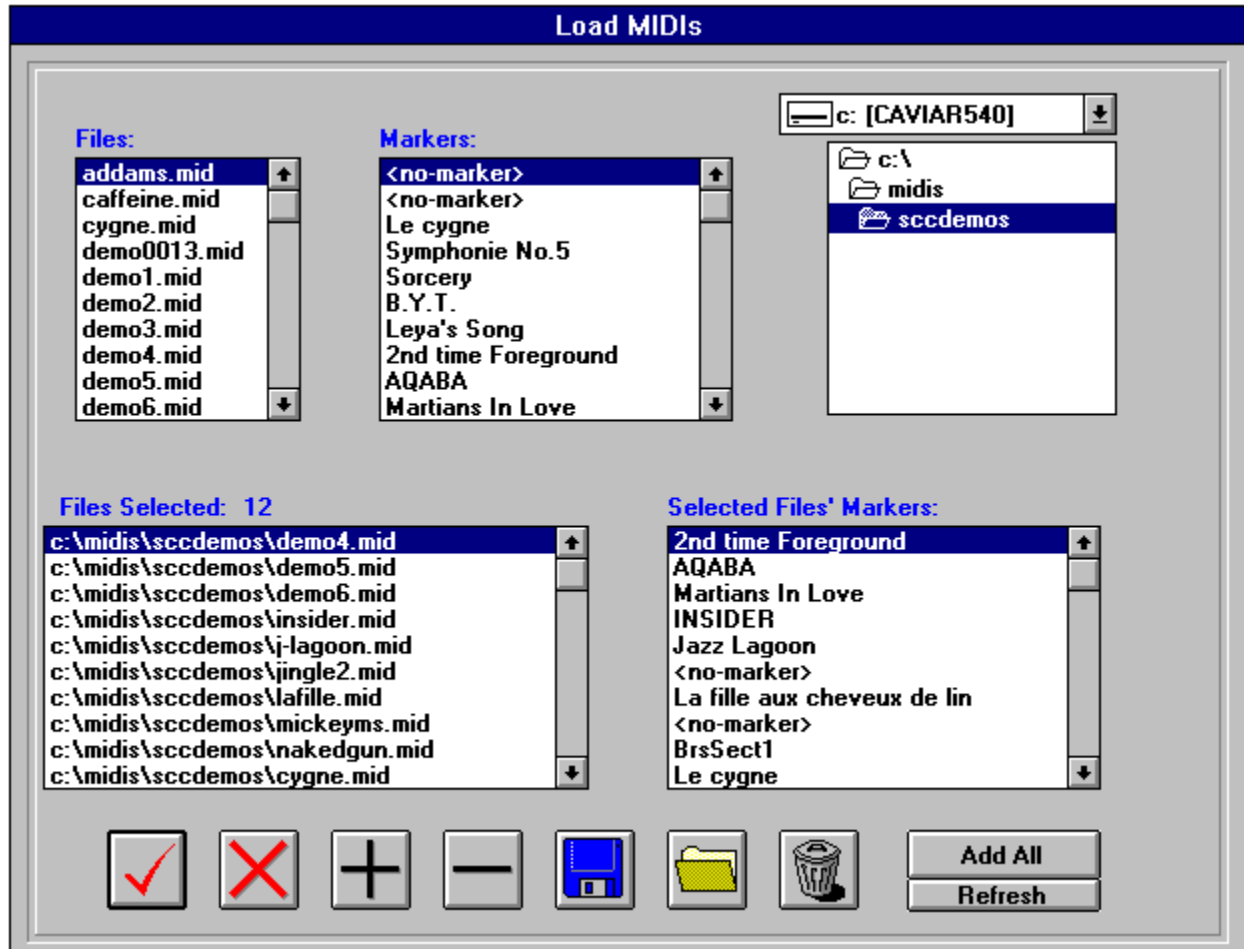 Load MIDIs
c: [CAVIAR540]
Files:
addams.mid
caffeine.mid
cygne.mid
demo0013.mid
demo1.mid
demo2.mid
demo3.mid
demo4.mid
demo5.mid
demo6.mid
Markers:
<no-marker>
<no-marker>
Le cygne
Symphonie No.5
Sorcery
B.Y.T.
Leya's Song
2nd time Foreground
AQABA
Martians In Love
c:\
midis
sccdemos
Files Selected: 12
c:\midis\sccdemos\demo4.mid
c:\midis\sccdemos\demo5.mid
c:\midis\sccdemos\demo6.mid
c:\midis\sccdemos\insider.mid
c:\midis\sccdemos\j-lagoon.mid
c:\midis\sccdemos\jingle2.mid
c:\midis\sccdemos\lafille.mid
c:\midis\sccdemos\mickeyms.mid
c:\midis\sccdemos\nakedgun.mid
c:\midis\sccdemos\cygne.mid
Selected Files' Markers:
2nd time Foreground
AQABA
Martians In Love
INSIDER
Jazz Lagoon
<no-marker>
La fille aux cheveux de lin
<no-marker>
BrsSect1
Le cygne
Add All
Refresh